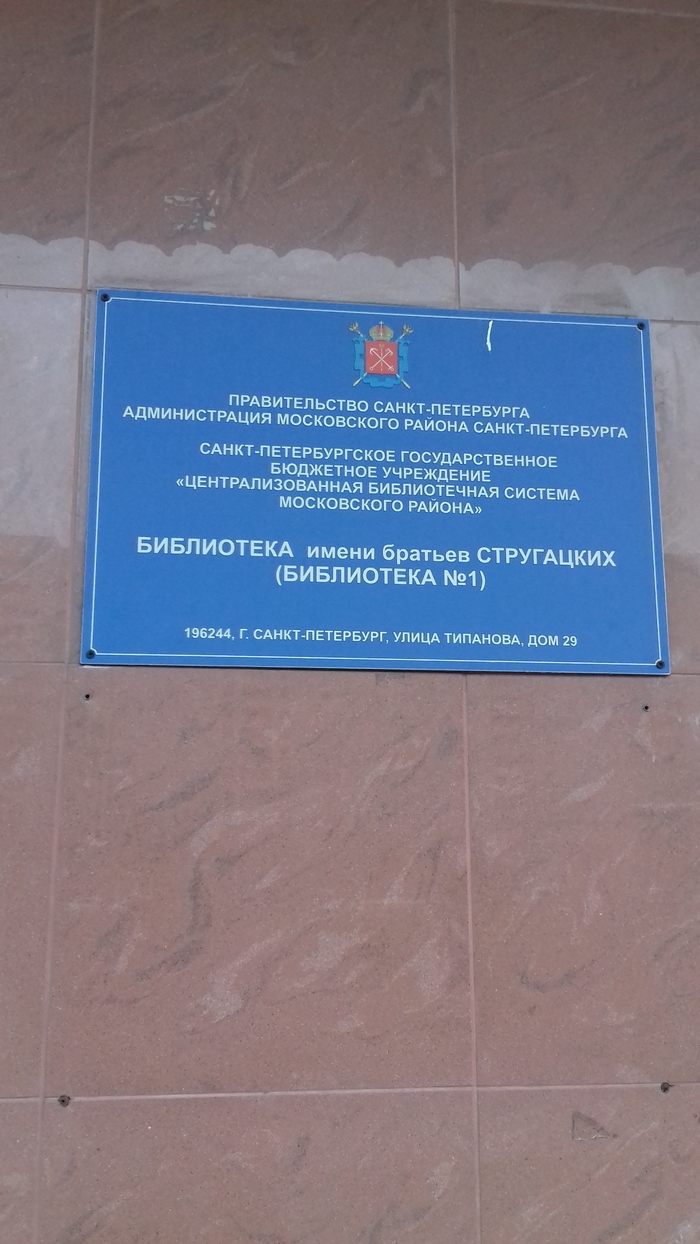 ПРАВИТЕЛЬСТВО САНКТ-ПЕТЕРБУРГА
АДМИНИСТРАЦИЯ МОСКОВСКОГО РАЙОНА САНКТ-ПЕТЕРБУРГА
САНКТ-ПЕТЕРБУРГСКОЕ ГОСУДАРСТВЕННОЕ
БЮДЖЕТНОЕ УЧРЕЖДЕНИЕ
«ЦЕНТРАЛИЗОВАННАЯ БИБЛИОТЕЧНАЯ СИСТЕМА
МОСКОВСКОГО РАЙОНА»
БИБЛИОТЕКА имени братьев СТРУГАЦКИХ
(БИБЛИОТЕКА №1)
196244, Г. САНКТ-ПЕТЕРБУРГ, УЛИЦА ТИПАНОВА, ДОМ 29